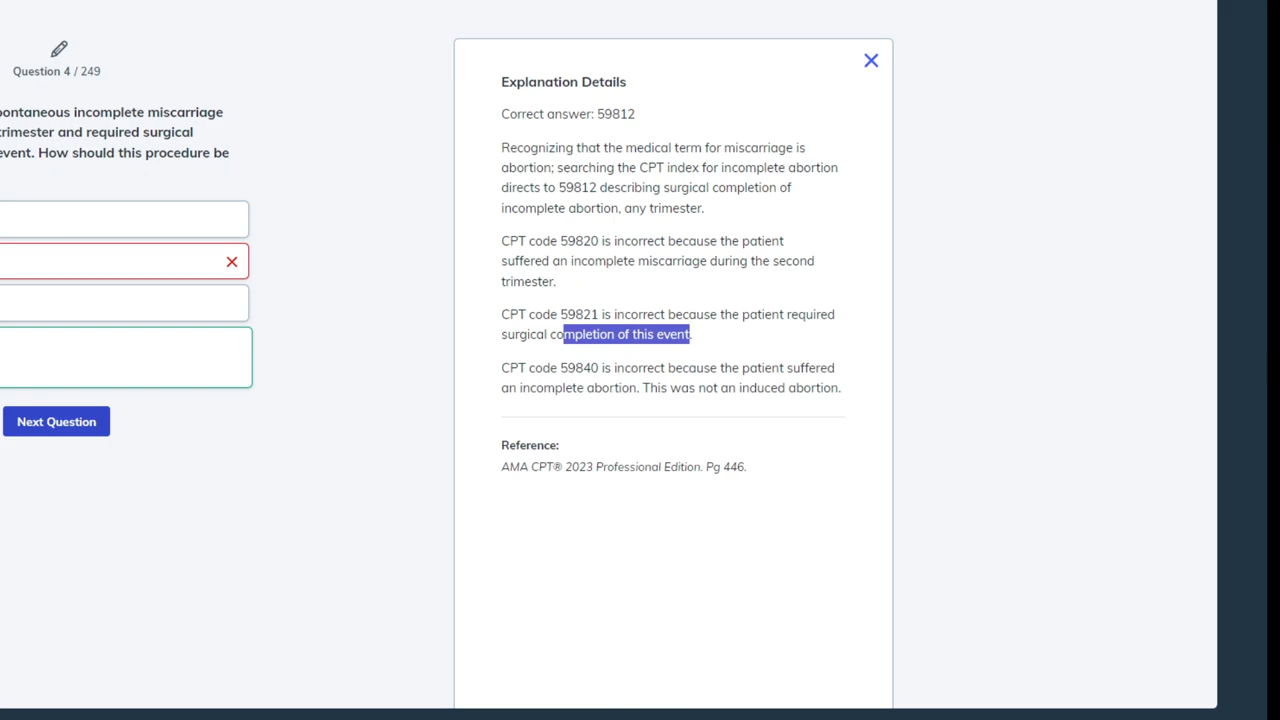 Question 4 / 249
pontaneous incomplete miscarriage
trimester and required surgical
event. How should this procedure be
Next Question
Explanation Details
Correct answer: 59812
Recognizing that the medical term for miscarriage is
abortion; searching the CPT index for incomplete abortion
directs to 59812 describing surgical completion of
incomplete abortion, any trimester.
CPT code 59820 is incorrect because the patient
suffered an incomplete miscarriage during the second
trimester.
CPT code 59821 is incorrect because the patient required
surgical completion of this event.
CPT code 59840 is incorrect because the patient suffered
an incomplete abortion. This was not an induced abortion.
Reference:
AMA CPT® 2023 Professional Edition. Pg 446.